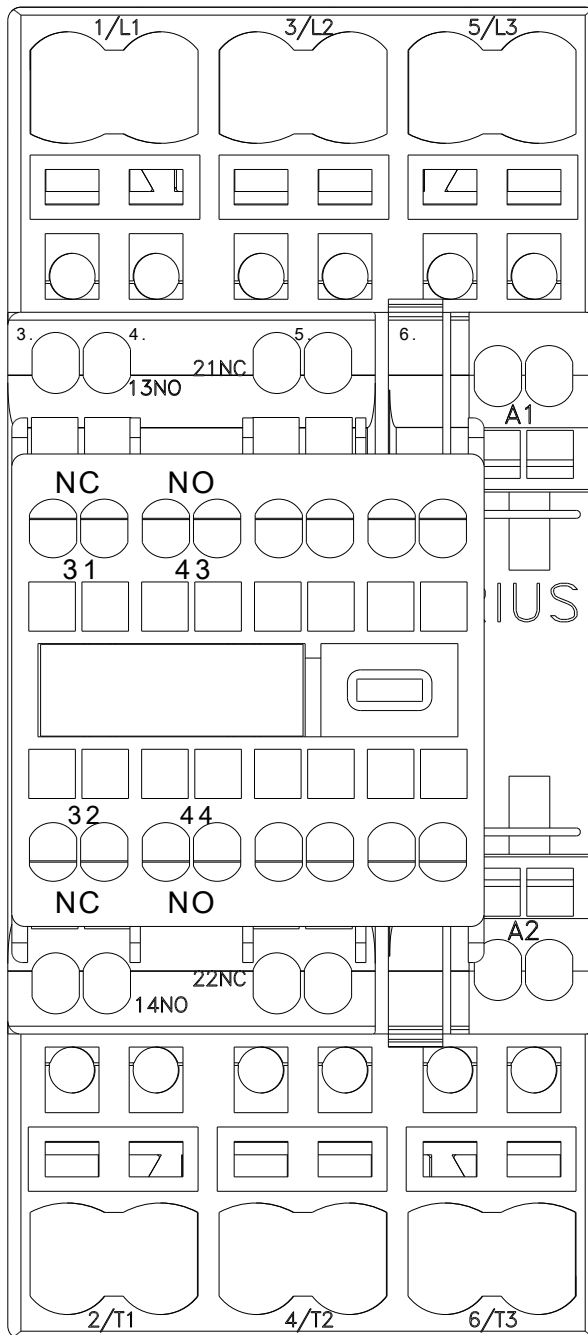 1/L1 3/L2 5/L3
3. 4. 5. 6.
21NC
13NO
A1
NC NO
31 43
RIUS
32 44
NC NO
A2
22NC
14NO
2/T1 4/T2 6/T3